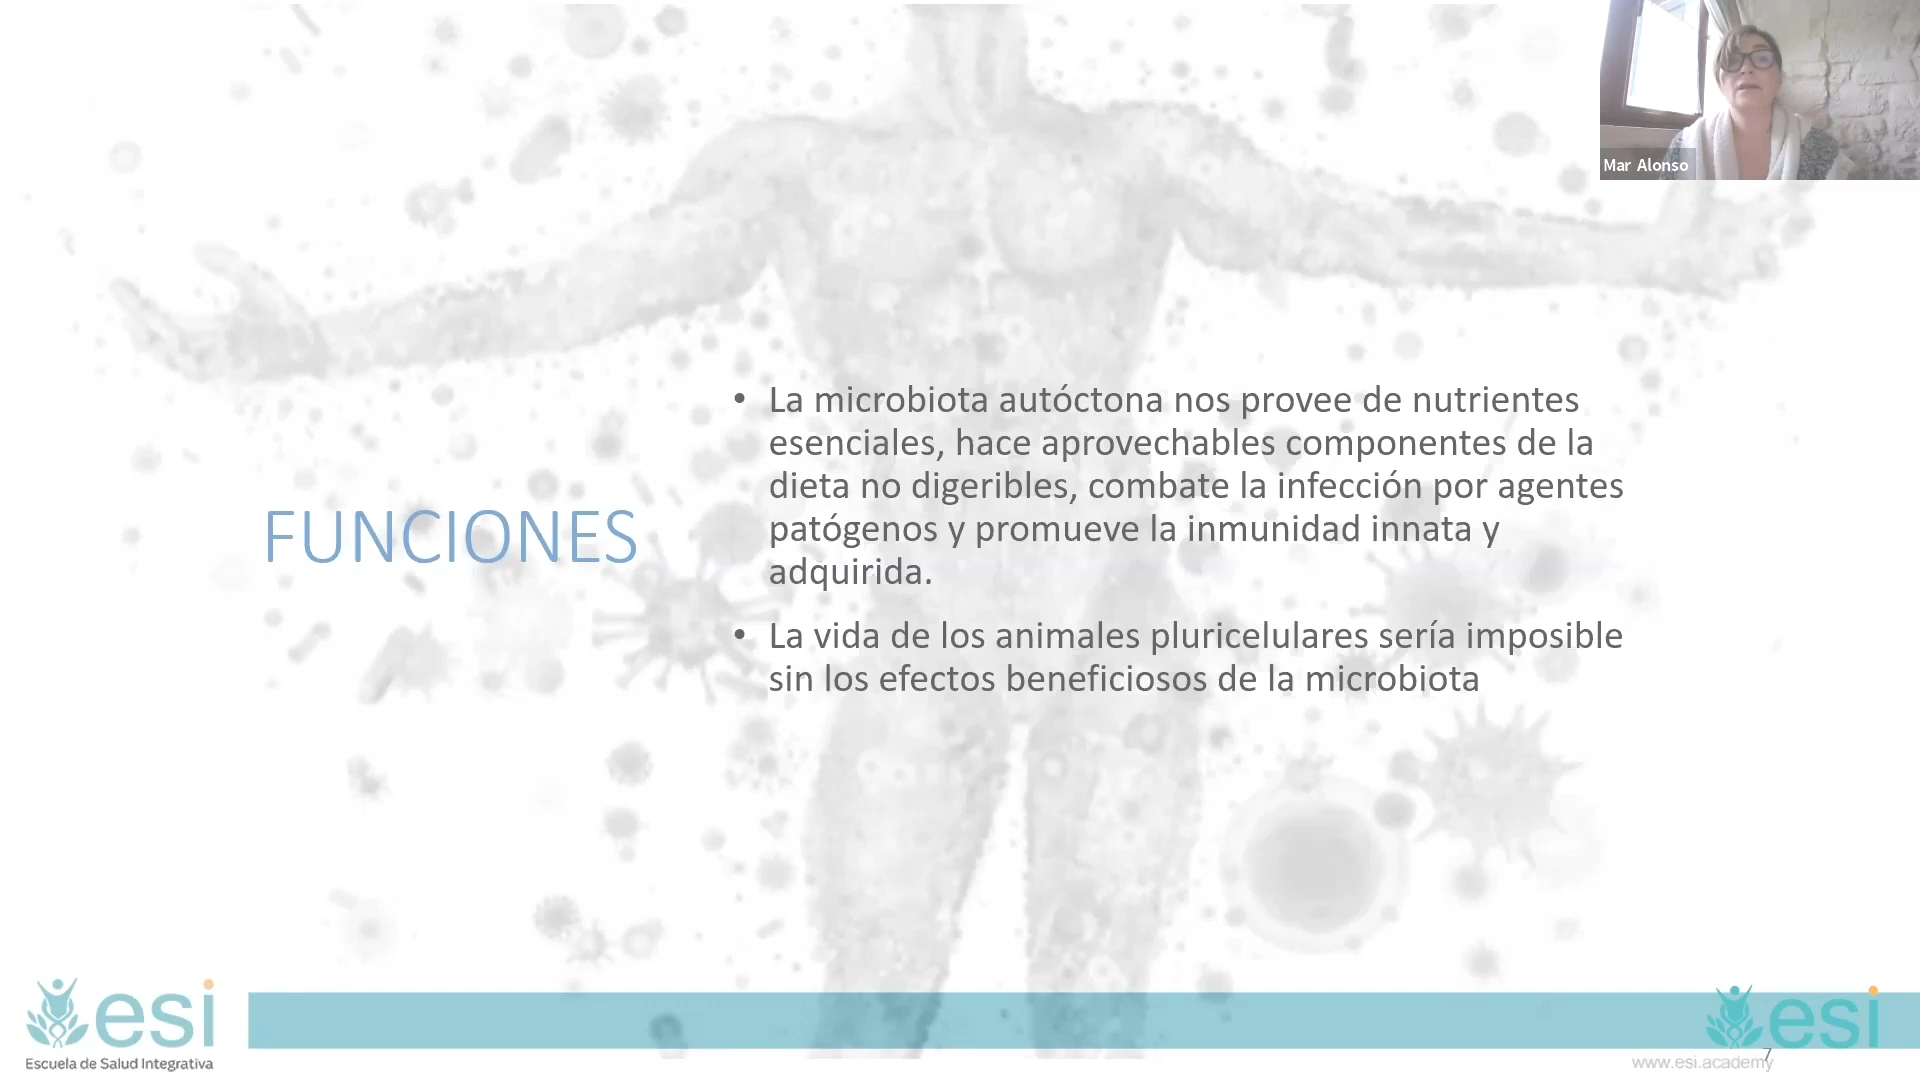 Mar Alonso
FUNCIONES
• La microbiota autóctona nos provee de nutrientes
esenciales, hace aprovechables componentes de la
dieta no digeribles, combate la infección por agentes
patógenos y promueve la inmunidad innata y
adquirida.
• La vida de los animales pluricelulares sería imposible
sin los efectos beneficiosos de la microbiota
esi
Escuela de Salud Integrativa
esi
www.esi.academy
7